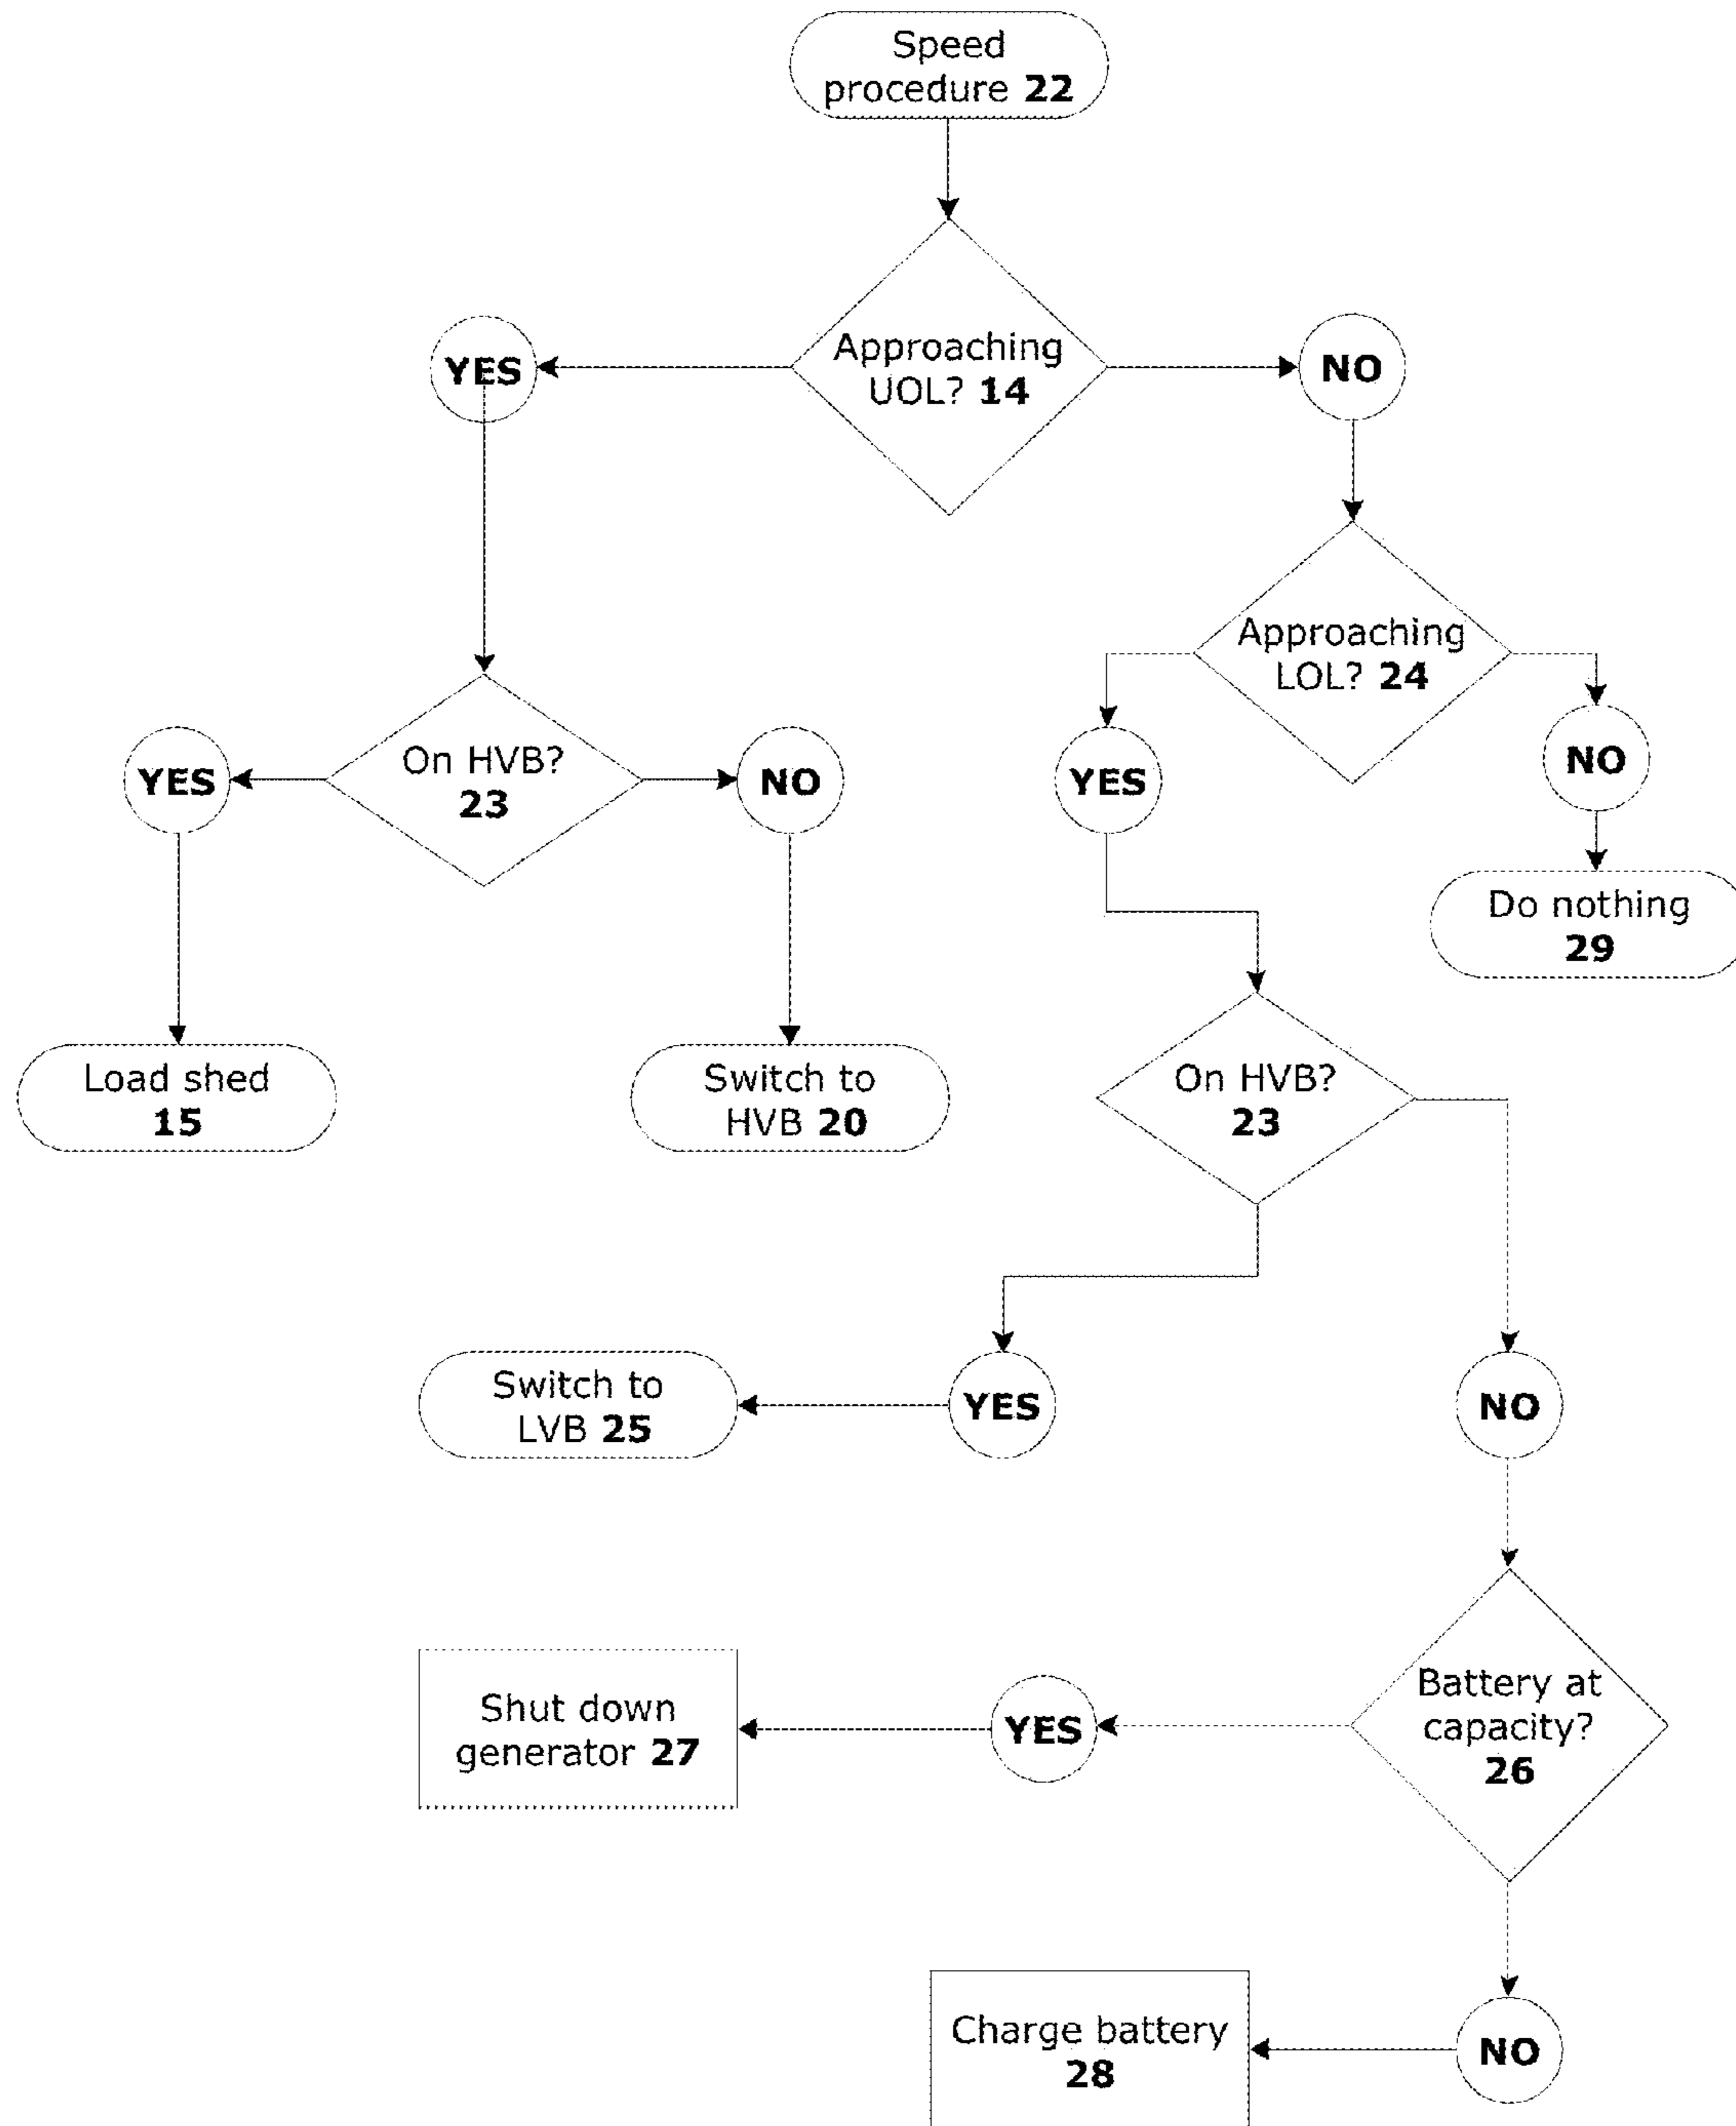 Speed
procedure 22
Approaching
UOL? 14
YES
NO
Approaching
LOL? 24
On HVB?
23
YES
NO
YES
NO
Do nothing
29
Load shed
15
Switch to
HVB 20
On HVB?
23
Switch to
LVB 25
YES
NO
Shut down
generator 27
YES
Battery at
capacity?
26
Charge battery
28
NO